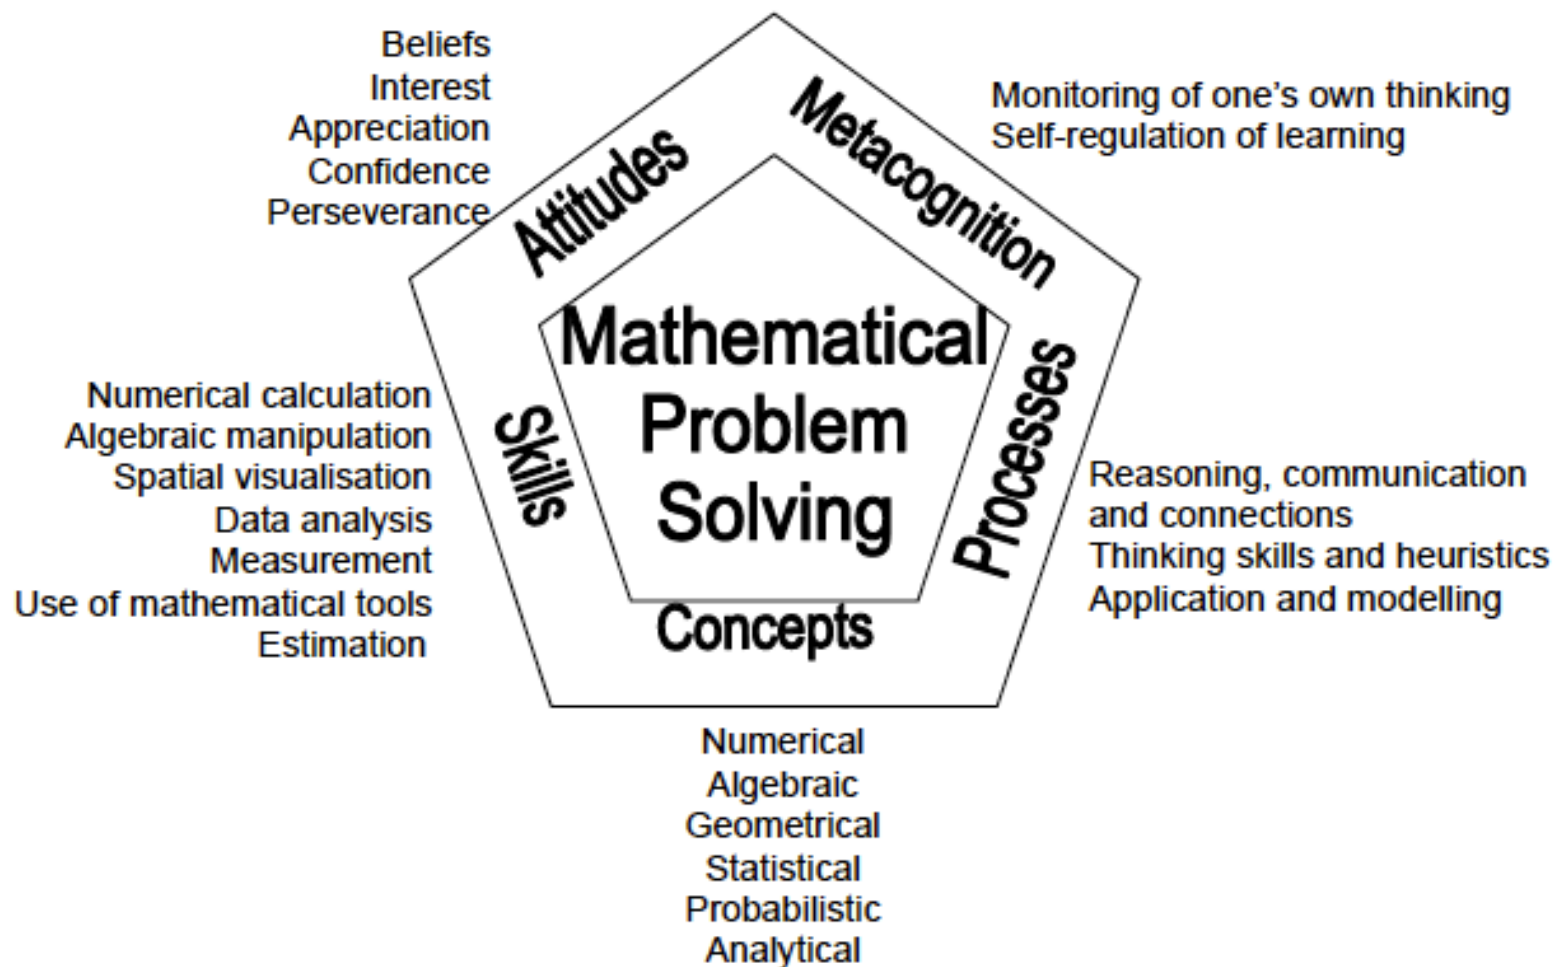 Beliefs
Interest
Appreciation
Confidence
Perseverance
Attitudes
Metacognition
Monitoring of one's own thinking
Self-regulation of learning
Mathematical
Problem
Solving
Numerical calculation
Algebraic manipulation
Spatial visualisation
Data analysis
Measurement
Use of mathematical tools
Estimation
Skills
Processes
Reasoning, communication
and connections
Thinking skills and heuristics
Application and modelling
Concepts
Numerical
Algebraic
Geometrical
Statistical
Probabilistic
Analytical